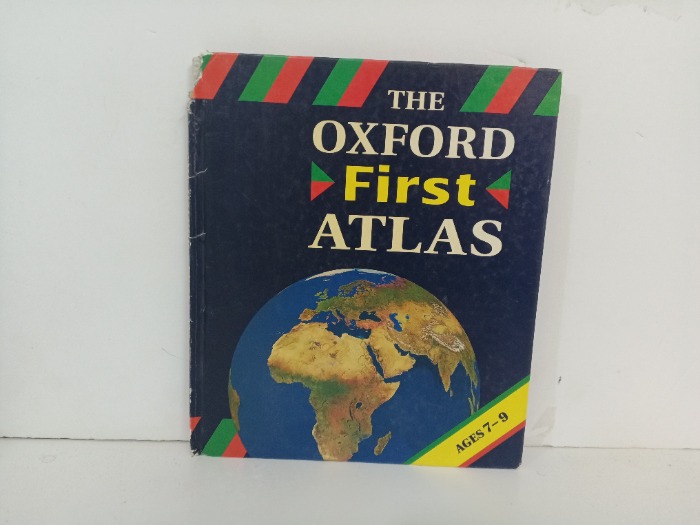 THE
OXFORD
First
ATLAS
AGES 7-9